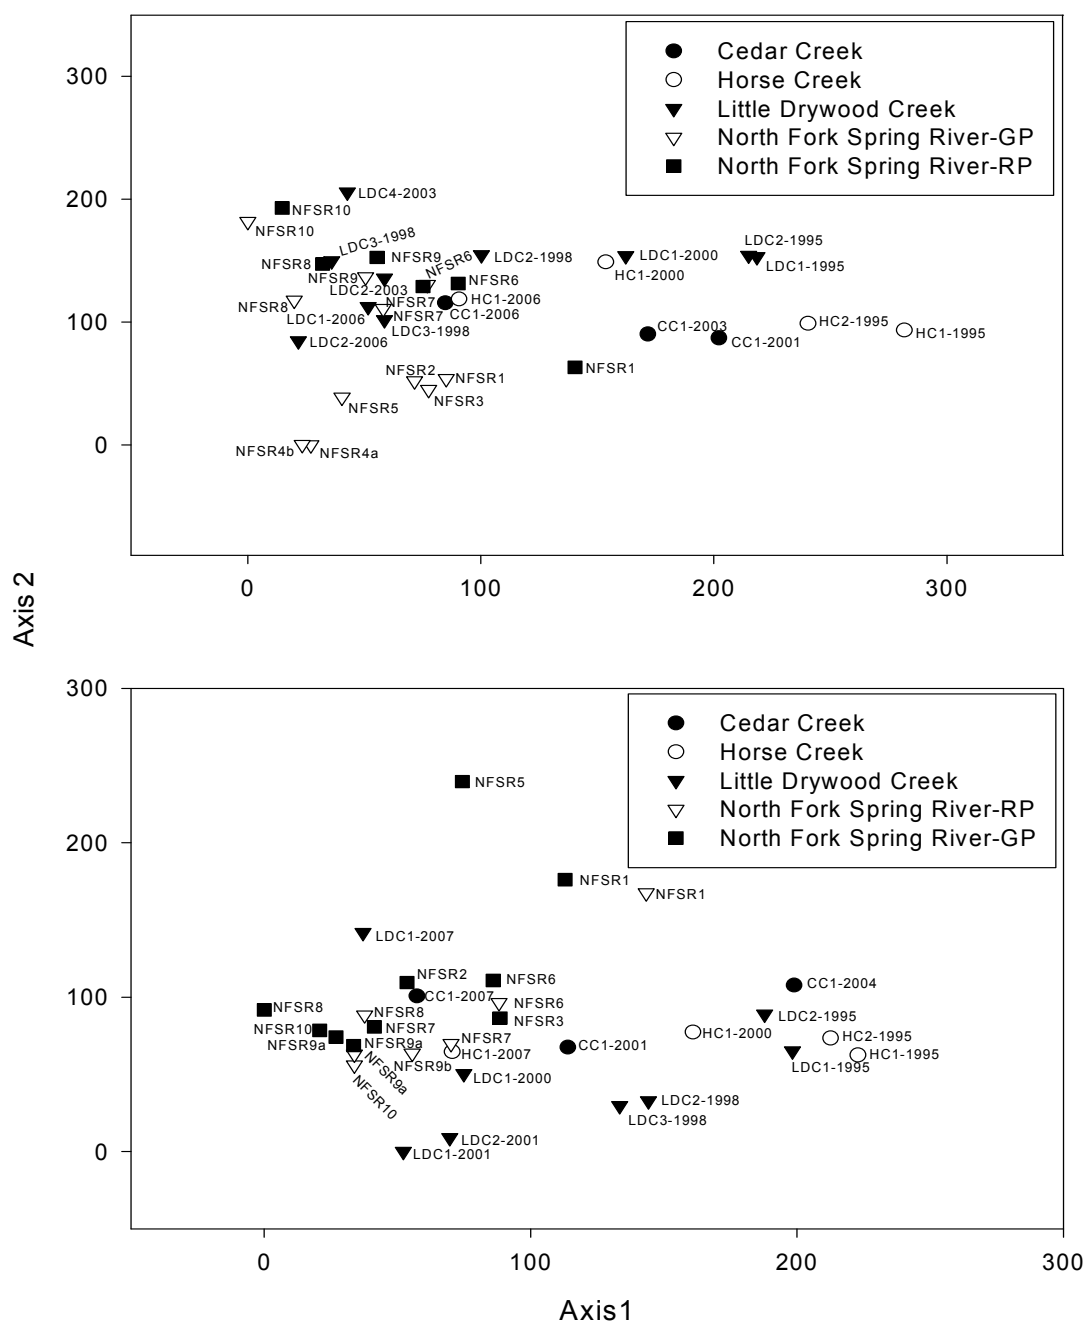 300
200
100
0
Cedar Creek
Horse Creek
Little Drywood Creek
North Fork Spring River-GP
North Fork Spring River-RP
LDC4-2003
NFSR10
NFSR10
LDC3-1998
NFSR8
NFSR9
NFSR9
NFSR6
LDC2-1998
NFSR6
LDC2-2003
LDC1-2000
HC1-2000
LDC2-1995
LDC1-1995
NFSR8
NFSR7
HC1-2006
CC1-2006
LDC1-2006
NFSR7
LDC3-1998
LDC2-2006
CC1-2003
CC1-2001
HC2-1995
HC1-1995
NFSR2
NFSR1
NFSR3
NFSR1
NFSR5
NFSR4b
NFSR4a
0
100
200
300
Axis 2
300
200
100
0
Cedar Creek
Horse Creek
Little Drywood Creek
North Fork Spring River-RP
North Fork Spring River-GP
NFSR5
NFSR1
NFSR1
LDC1-2007
NFSR2
NFSR6
CC1-2007
NFSR6
CC1-2004
NFSR8
NFSR8
NFSR3
LDC2-1995
NFSR10
NFSR7
NFSR9a
NFSR9a
NFSR7
HC1-2007
NFSR9b
CC1-2001
HC1-2000
HC2-1995
HC1-1995
LDC1-1995
NFSR9a
NFSR10
LDC1-2000
LDC2-1998
LDC3-1998
LDC2-2001
LDC1-2001
0
100
200
300
Axis1